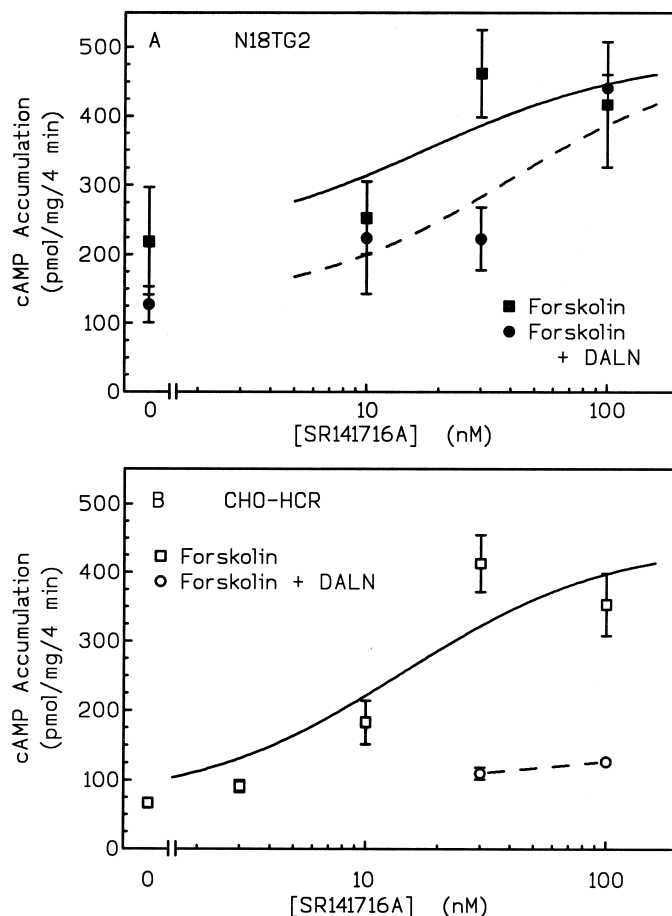 A N18TG2
500
400
300
200
100
0
cAMP Accumulation
(pmol/mg/4 min)
■ Forskolin
● Forskolin
+ DALN
0 10 100
[SR141716A] (nM)
B CHO-HCR
500
400
300
200
100
0
cAMP Accumulation
(pmol/mg/4 min)
□ Forskolin
○ Forskolin + DALN
0 10 100
[SR141716A] (nM)